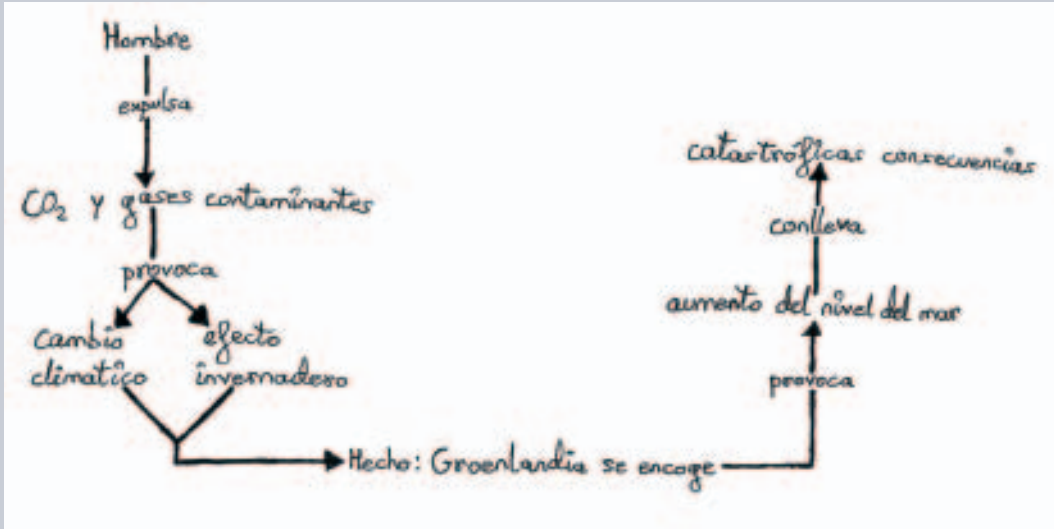 Hombre
expulsa
CO₂ y gases contaminantes
provoca
cambio
climático
efecto
invernadero
Hecho: Groenlandia se encoge
provoca
aumento del nivel del mar
conlleva
catastróficas consecuencias